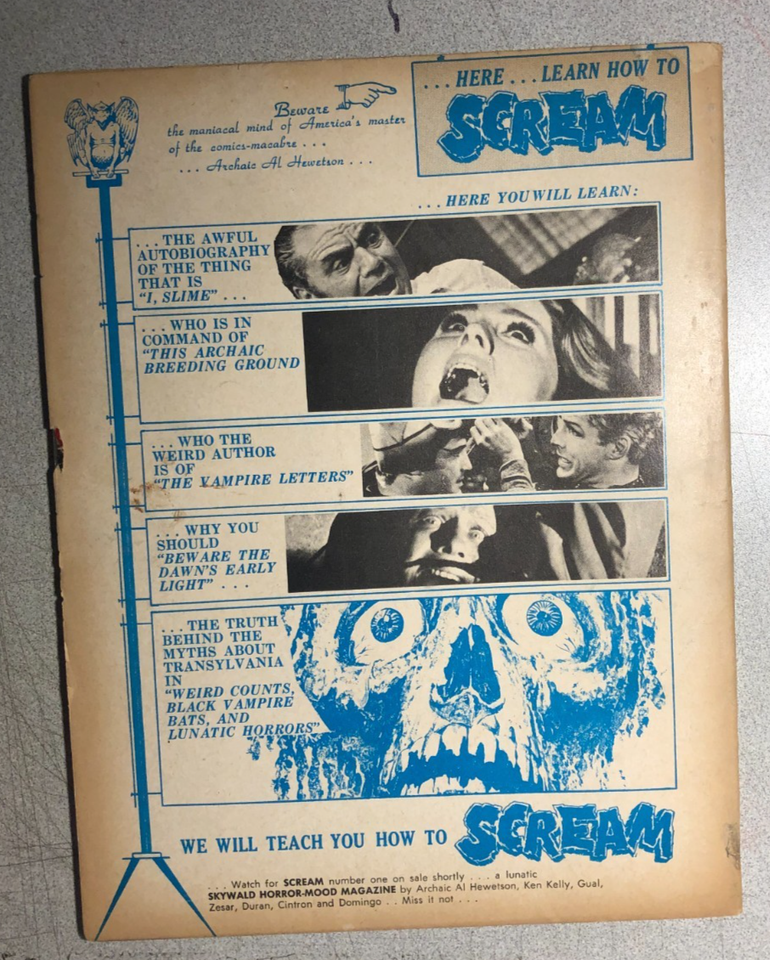 . . . HERE . . . LEARN HOW TO
SCREAM
Beware
the maniacal mind of America's master
of the comics-macabre . . .
. . . Archaic Al Hewetson . . .
. . . HERE YOU WILL LEARN:
. . . THE AWFUL
AUTOBIOGRAPHY
OF THE THING
THAT IS
"I, SLIME" . . .
. . . WHO IS IN
COMMAND OF
"THIS ARCHAIC
BREEDING GROUND
. . . WHO THE
WEIRD AUTHOR
IS OF
"THE VAMPIRE LETTERS"
. . . WHY YOU
SHOULD
"BEWARE THE
DAWN'S EARLY
LIGHT" . . .
. . . THE TRUTH
BEHIND THE
MYTHS ABOUT
TRANSYLVANIA
IN
"WEIRD COUNTS,
BLACK VAMPIRE
BATS, AND
LUNATIC HORRORS"
WE WILL TEACH YOU HOW TO SCREAM
. . . Watch for SCREAM number one on sale shortly . . . a lunatic
SKYWALD HORROR-MOOD MAGAZINE by Archaic Al Hewetson, Ken Kelly, Gual,
Zesar, Duran, Cintron and Domingo . . Miss it not . . .